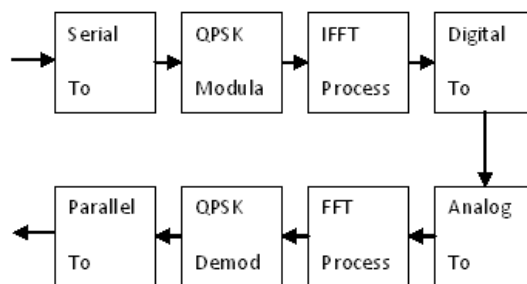 Serial
To
QPSK
Modula
IFFT
Process
Digital
To
Parallel
To
QPSK
Demod
FFT
Process
Analog
To